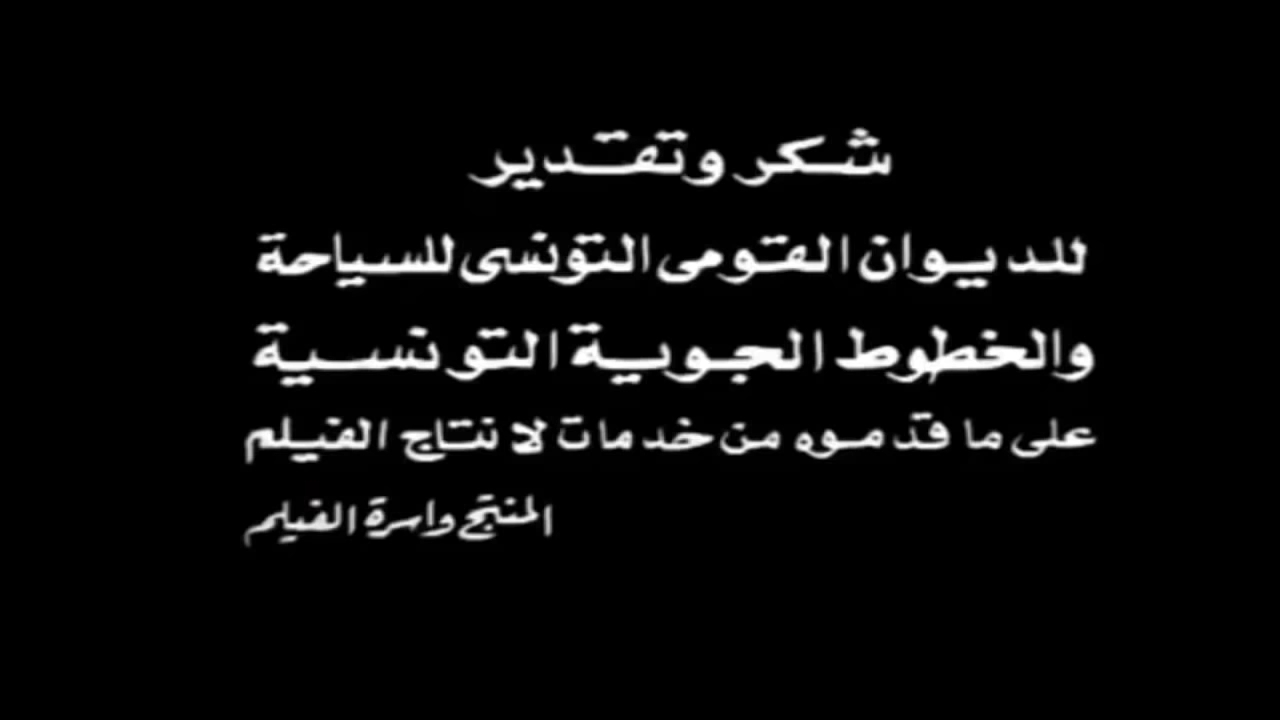 شكر وتقدير
للديوان القومى التونسى للسياحة
والخطوط الجوية التونسية
على ما قدموه من خدمات لانتاج الفيلم
المنتج واسرة الفيلم